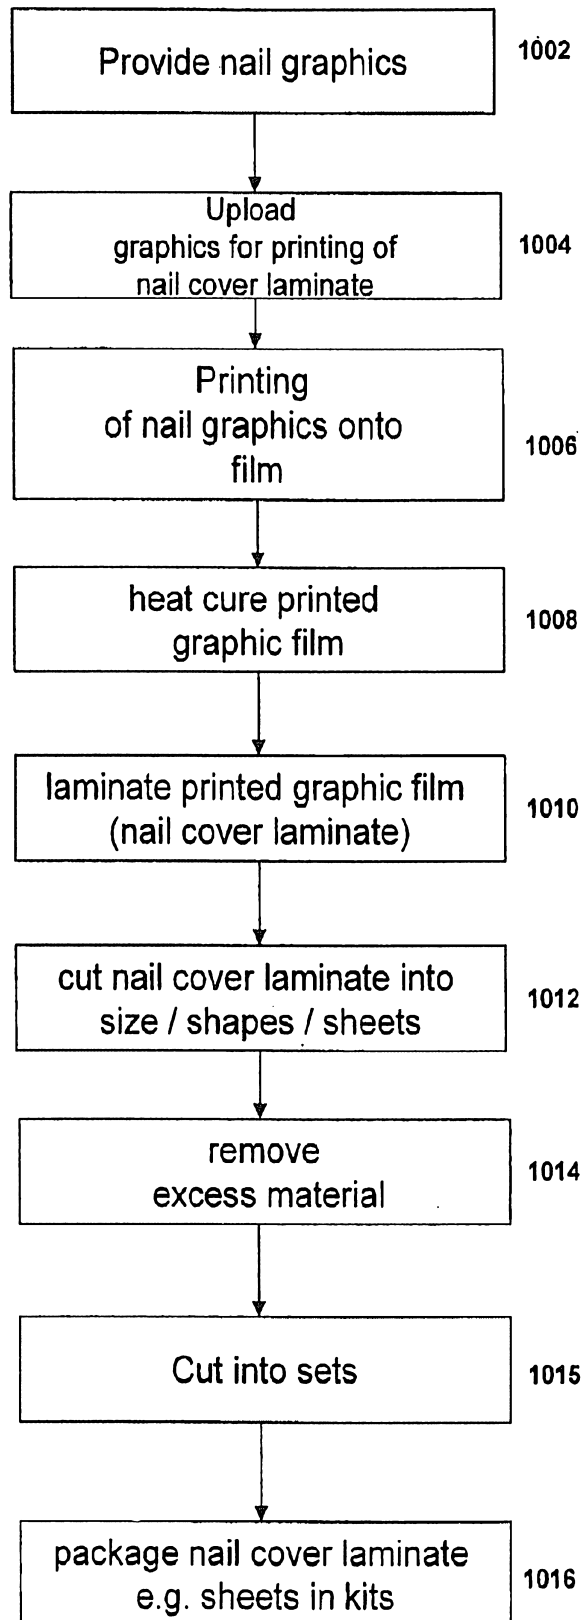 Provide nail graphics
1002
Upload
graphics for printing of
nail cover laminate
1004
Printing
of nail graphics onto
film
1006
heat cure printed
graphic film
1008
laminate printed graphic film
(nail cover laminate)
1010
cut nail cover laminate into
size / shapes / sheets
1012
remove
excess material
1014
Cut into sets
1015
package nail cover laminate
e.g. sheets in kits
1016